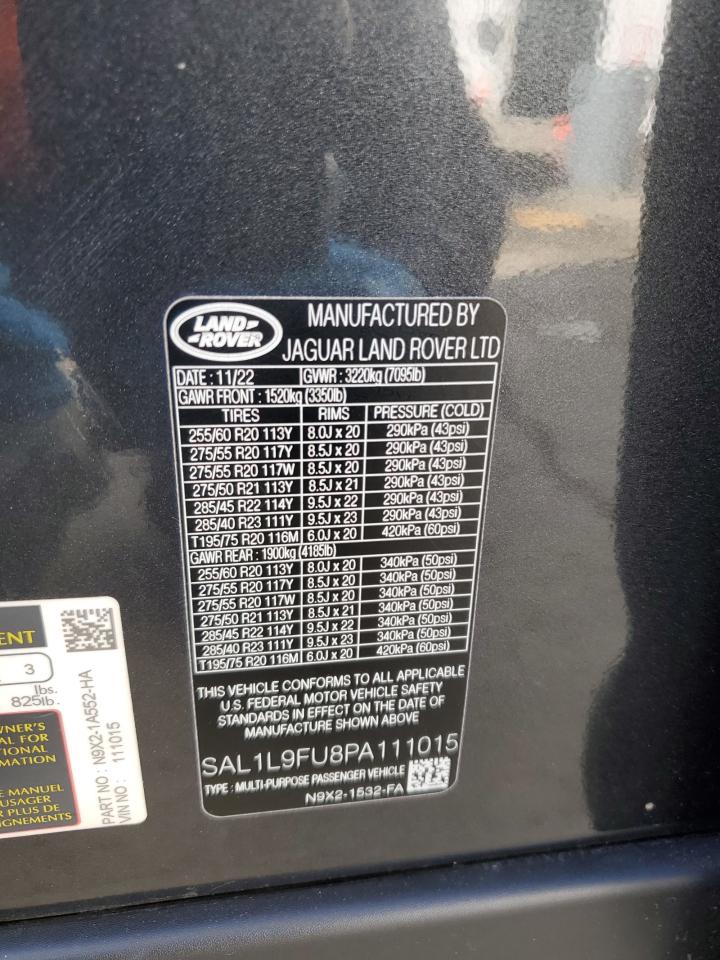 LAND-
-ROVER
MANUFACTURED BY
JAGUAR LAND ROVER LTD
DATE : 11/22 GVWR : 3220kg (7095lb)
GAWR FRONT : 1520kg (3350lb)
TIRES RIMS PRESSURE (COLD)
255/60 R20 113Y 8.0J x 20 290kPa (43psi)
275/55 R20 117Y 8.5J x 20 290kPa (43psi)
275/55 R20 117W 8.5J x 20 290kPa (43psi)
275/50 R21 113Y 8.5J x 21 290kPa (43psi)
285/45 R22 114Y 9.5J x 22 290kPa (43psi)
285/40 R23 111Y 9.5J x 23 290kPa (43psi)
T195/75 R20 116M 6.0J x 20 420kPa (60psi)
GAWR REAR : 1900kg (4185lb)
255/60 R20 113Y 8.0J x 20 340kPa (50psi)
275/55 R20 117Y 8.5J x 20 340kPa (50psi)
275/55 R20 117W 8.5J x 20 340kPa (50psi)
275/50 R21 113Y 8.5J x 21 340kPa (50psi)
285/45 R22 114Y 9.5J x 22 340kPa (50psi)
285/40 R23 111Y 9.5J x 23 340kPa (50psi)
T195/75 R20 116M 6.0J x 20 420kPa (60psi)
THIS VEHICLE CONFORMS TO ALL APPLICABLE
U.S. FEDERAL MOTOR VEHICLE SAFETY
STANDARDS IN EFFECT ON THE DATE OF
MANUFACTURE SHOWN ABOVE
SAL1L9FU8PA111015
TYPE : MULTI-PURPOSE PASSENGER VEHICLE
N9X2-1532-FA
ENT
3
lbs.
825lb.
WNER'S
AL FOR
TIONAL
MATION
E MANUEL
USAGER
R PLUS DE
IGNEMENTS
PART NO : N9X2-1A552-HA
VIN NO : 111015